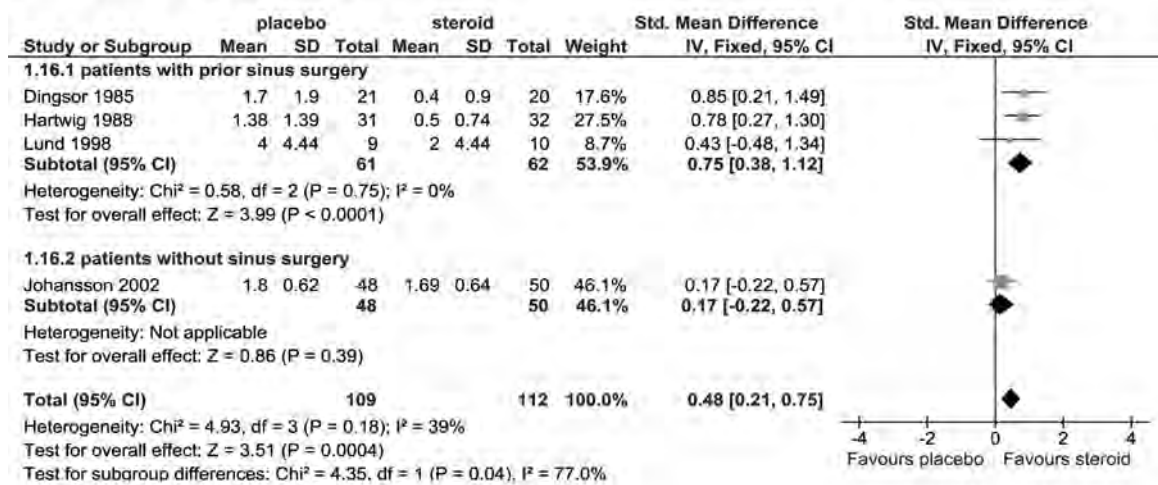 placebo steroid Std. Mean Difference Std. Mean Difference
Study or Subgroup Mean SD Total Mean SD Total Weight IV, Fixed, 95% CI IV, Fixed, 95% CI
1.16.1 patients with prior sinus surgery
Dingsor 1985 1.7 1.9 21 0.4 0.9 20 17.6% 0.85 [0.21, 1.49]
Hartwig 1988 1.38 1.39 31 0.5 0.74 32 27.5% 0.78 [0.27, 1.30]
Lund 1998 4 4.44 9 2 4.44 10 8.7% 0.43 [-0.48, 1.34]
Subtotal (95% CI) 61 62 53.9% 0.75 [0.38, 1.12]
Heterogeneity: Chi² = 0.58, df = 2 (P = 0.75); I² = 0%
Test for overall effect: Z = 3.99 (P < 0.0001)
1.16.2 patients without sinus surgery
Johansson 2002 1.8 0.62 48 1.69 0.64 50 46.1% 0.17 [-0.22, 0.57]
Subtotal (95% CI) 48 50 46.1% 0.17 [-0.22, 0.57]
Heterogeneity: Not applicable
Test for overall effect: Z = 0.86 (P = 0.39)
Total (95% CI) 109 112 100.0% 0.48 [0.21, 0.75]
Heterogeneity: Chi² = 4.93, df = 3 (P = 0.18); I² = 39%
Test for overall effect: Z = 3.51 (P = 0.0004)
Test for subgroup differences: Chi² = 4.35, df = 1 (P = 0.04), I² = 77.0%
-4 -2 0 2 4
Favours placebo Favours steroid